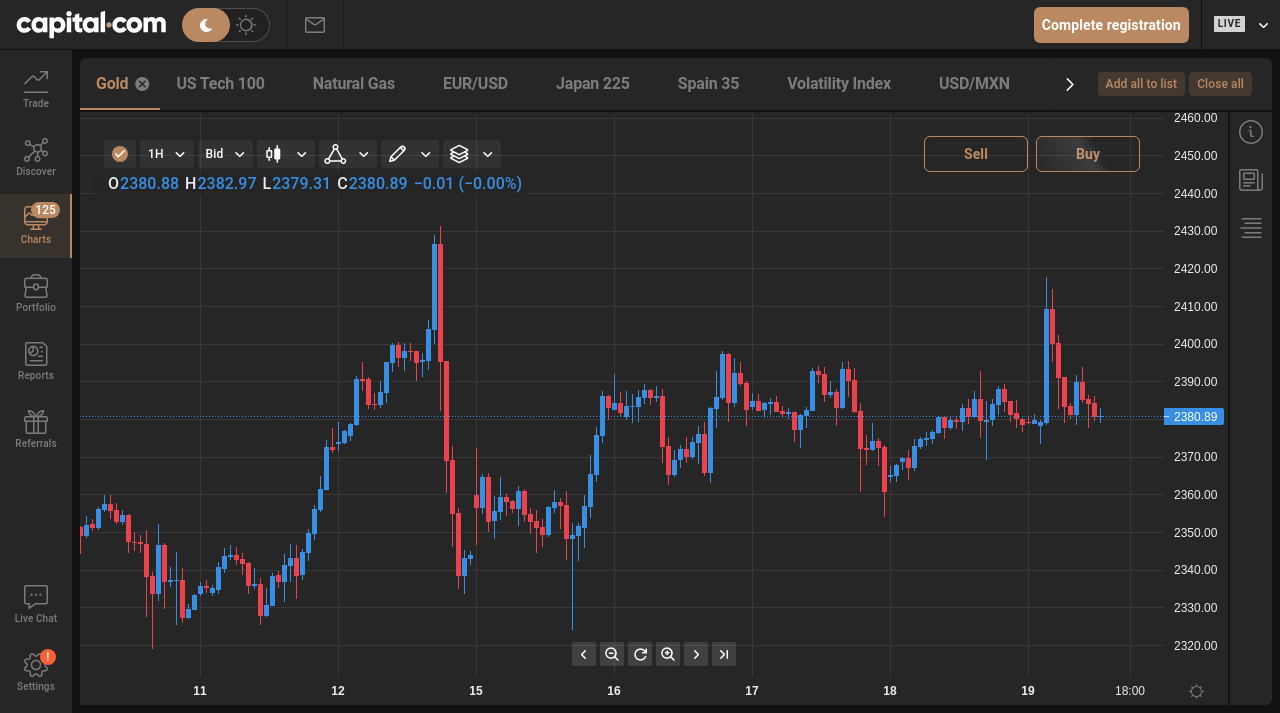 capital.com
Complete registration
LIVE
Trade
Discover
125
Charts
Portfolio
Reports
Referrals
Live Chat
!
Settings
Gold US Tech 100 Natural Gas EUR/USD Japan 225 Spain 35 Volatility Index USD/MXN
Add all to list Close all
1H Bid
Sell Buy
O2380.88 H2382.97 L2379.31 C2380.89 −0.01 (−0.00%)
2460.00
2450.00
2440.00
2430.00
2420.00
2410.00
2400.00
2390.00
2380.89
2370.00
2360.00
2350.00
2340.00
2330.00
2320.00
11 12 15 16 17 18 19 18:00